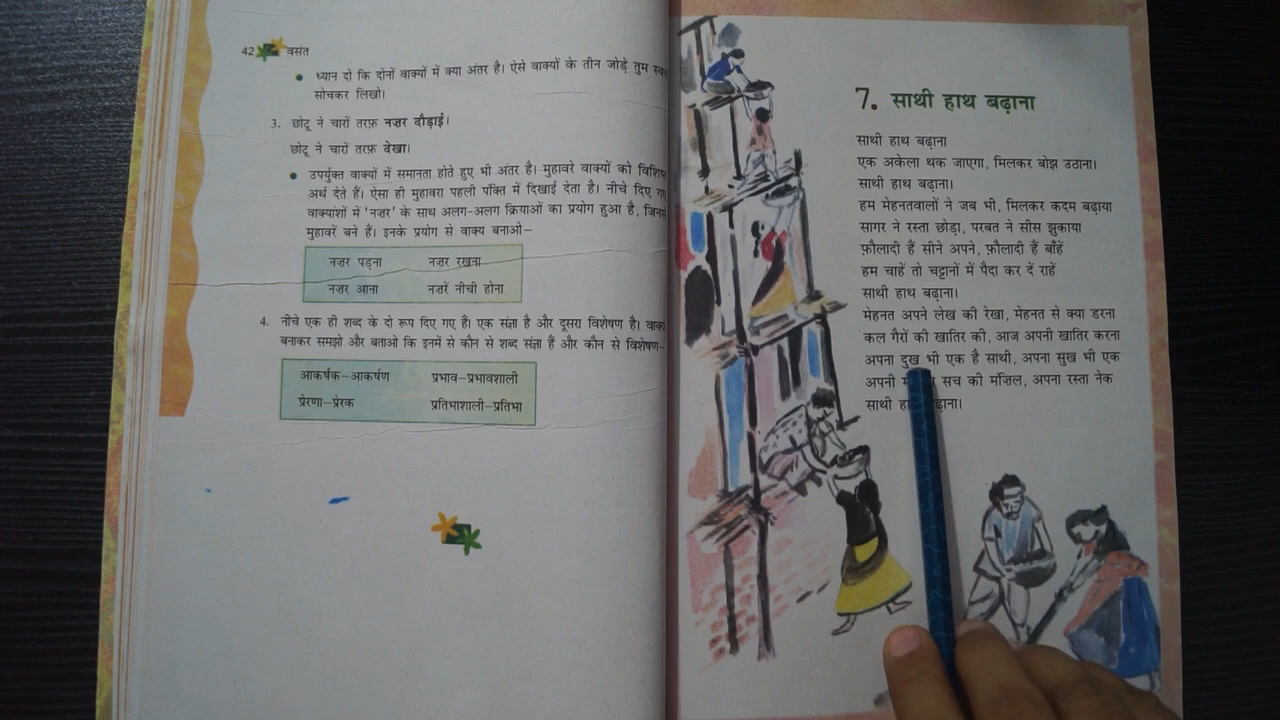 42 वसंत
ध्यान दो कि दोनों वाक्यों में क्या अंतर है। ऐसे वाक्यों के तीन जोड़े तुम
सोचकर लिखो।
3. छोटू ने चारों तरफ़ नज़र दौड़ाई।
छोटू ने चारों तरफ़ देखा।
उपर्युक्त वाक्यों में समानता होते हुए भी अंतर है। मुहावरे वाक्यों को
अर्थ देते हैं। ऐसा ही मुहावरा पहली पंक्ति में दिखाई देता है। नीचे दिए
वाक्यांशों में 'नज़र' के साथ अलग-अलग क्रियाओं का प्रयोग हुआ है,
मुहावरे बने हैं। इनके प्रयोग से वाक्य बनाओ–
नज़र पड़ना नज़र रखना
नज़र आना नज़रें नीची होना
4. नीचे एक ही शब्द के दो रूप दिए गए हैं। एक संज्ञा है और दूसरा विशेषण है।
बनाकर समझो और बताओ कि इनमें से कौन से शब्द संज्ञा हैं और कौन से विशेषण–
आकर्षक–आकर्षण प्रभाव–प्रभावशाली
प्रेरणा–प्रेरक प्रतिभाशाली–प्रतिभा
7. साथी हाथ बढ़ाना
साथी हाथ बढ़ाना
एक अकेला थक जाएगा, मिलकर बोझ उठाना।
साथी हाथ बढ़ाना।
हम मेहनतवालों ने जब भी, मिलकर कदम बढ़ाया
सागर ने रस्ता छोड़ा, परबत ने सीस झुकाया
फ़ौलादी हैं सीने अपने, फ़ौलादी हैं बाँहें
हम चाहें तो चट्टानों में पैदा कर दें राहें
साथी हाथ बढ़ाना।
मेहनत अपने लेख की रेखा, मेहनत से क्या डरना
कल गैरों की खातिर की, आज अपनी खातिर करना
अपना दुख भी एक है साथी, अपना सुख भी एक
अपनी सच की मंज़िल, अपना रस्ता नेक
साथी